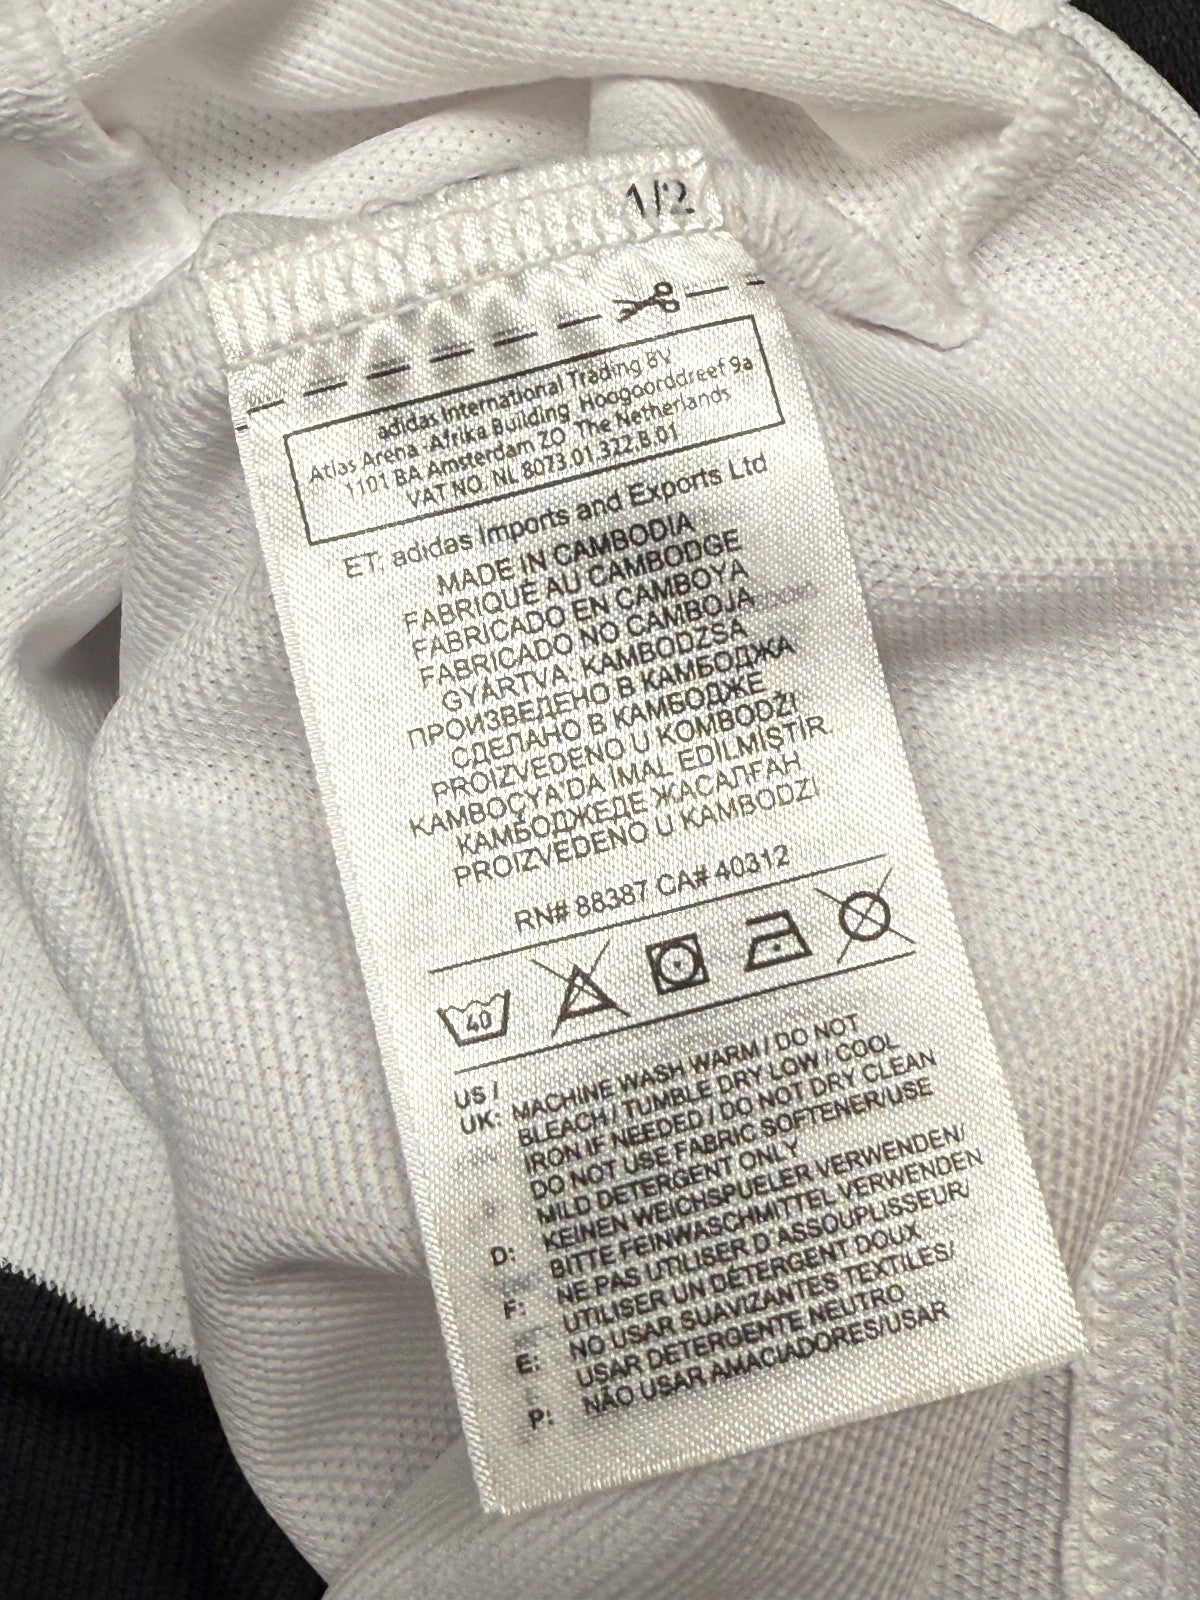 1/2
adidas International Trading BV
Atlas Arena -Afrika Building Hoogoorddreef 9a
1101 BA Amsterdam ZO The Netherlands
VAT NO. NL 8073.01.322.B.01
ET: adidas Imports and Exports Ltd
MADE IN CAMBODIA
FABRIQUÉ AU CAMBODGE
FABRICADO EN CAMBOYA
FABRICADO NO CAMBOJA
GYÁRTVA: KAMBODZSA
ПРОИЗВЕДЕНО В КАМБОДЖА
СДЕЛАНО В КАМБОДЖЕ
PROIZVEDENO U KOMBODŽI
KAMBOÇYA'DA İMAL EDİLMİŞTİR
КАМБОДЖЕДЕ ЖАСАЛҒАН
PROIZVEDENO U KAMBODŽI
RN# 88387 CA# 40312
40
US / UK: MACHINE WASH WARM / DO NOT
BLEACH / TUMBLE DRY LOW / COOL
IRON IF NEEDED / DO NOT DRY CLEAN
DO NOT USE FABRIC SOFTENER/USE
MILD DETERGENT ONLY
D: KEINEN WEICHSPUELER VERWENDEN/
BITTE FEINWASCHMITTEL VERWENDEN
F: NE PAS UTILISER D ASSOUPLISSEUR/
UTILISER UN DÉTERGENT DOUX
E: NO USAR SUAVIZANTES TEXTILES/
USAR DETERGENTE NEUTRO
P: NÃO USAR AMACIADORES/USAR